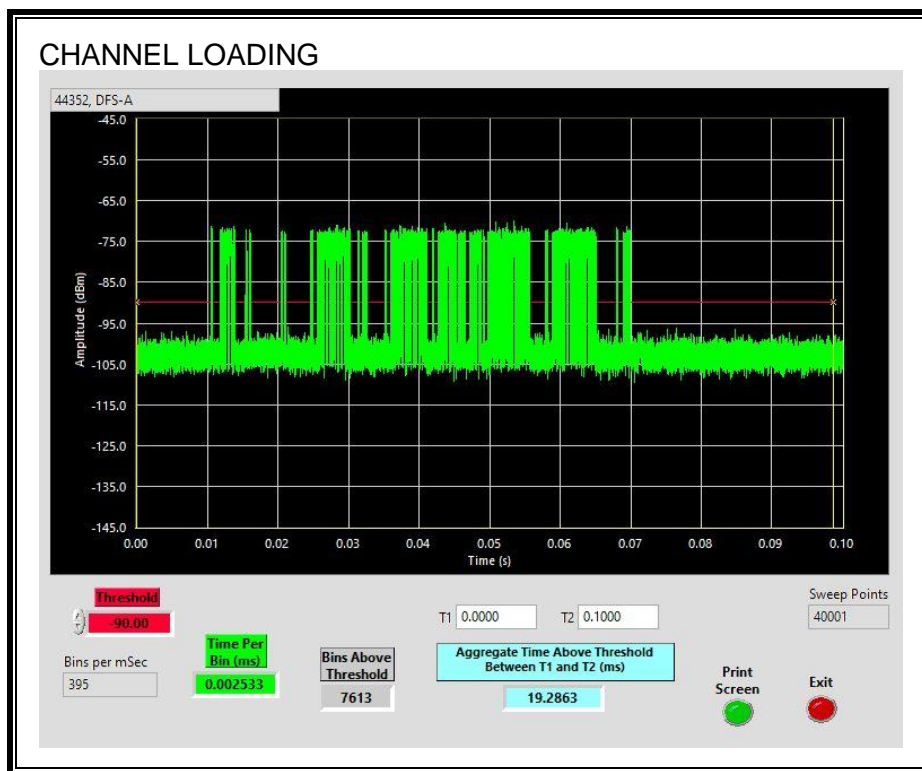 CHANNEL LOADING
44352, DFS-A
-45.0
-55.0
-65.0
-75.0
-85.0
-95.0
-105.0
-115.0
-125.0
-135.0
-145.0
Amplitude (dBm)
0.00 0.01 0.02 0.03 0.04 0.05 0.06 0.07 0.08 0.09 0.10
Time (s)
Threshold
-90.00
Bins per mSec
395
Time Per
Bin (ms)
0.002533
Bins Above
Threshold
7613
T1 0.0000 T2 0.1000
Aggregate Time Above Threshold
Between T1 and T2 (ms)
19.2863
Sweep Points
40001
Print
Screen
Exit